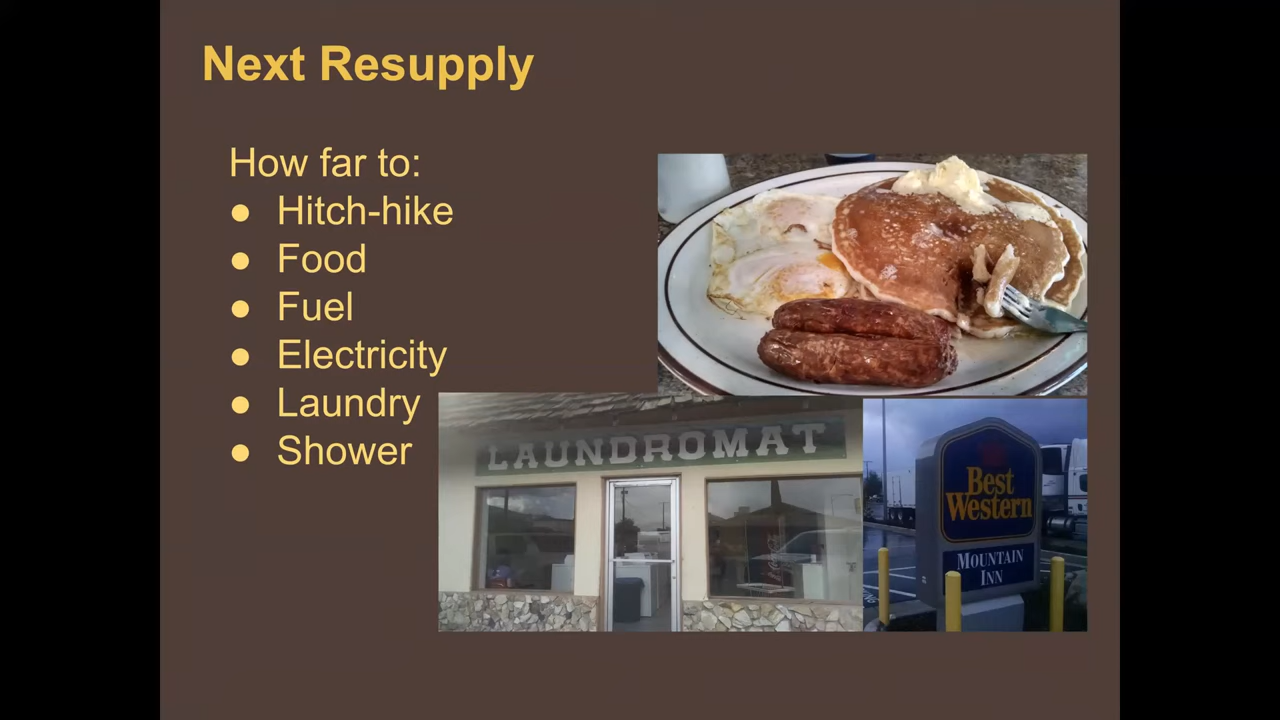 Next Resupply
How far to:
● Hitch-hike
● Food
● Fuel
● Electricity
● Laundry
● Shower
LAUNDROMAT
Best
Western
MOUNTAIN
INN